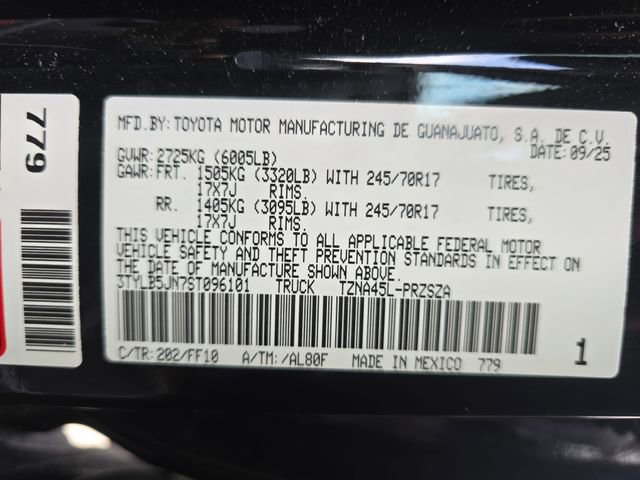 779
MFD.BY: TOYOTA MOTOR MANUFACTURING DE GUANAJUATO, S.A. DE C.V.
DATE: 09/25
GVWR: 2725KG (6005LB)
GAWR: FRT. 1505KG (3320LB) WITH 245/70R17 TIRES,
17X7J RIMS.
RR. 1405KG (3095LB) WITH 245/70R17 TIRES,
17X7J RIMS.
THIS VEHICLE CONFORMS TO ALL APPLICABLE FEDERAL MOTOR
VEHICLE SAFETY AND THEFT PREVENTION STANDARDS IN EFFECT ON
THE DATE OF MANUFACTURE SHOWN ABOVE.
3TYLB5JN7ST096101 TRUCK TZNA45L-PRZSZA
C/TR: 202/FF10 A/TM: /AL80F MADE IN MEXICO 779
1